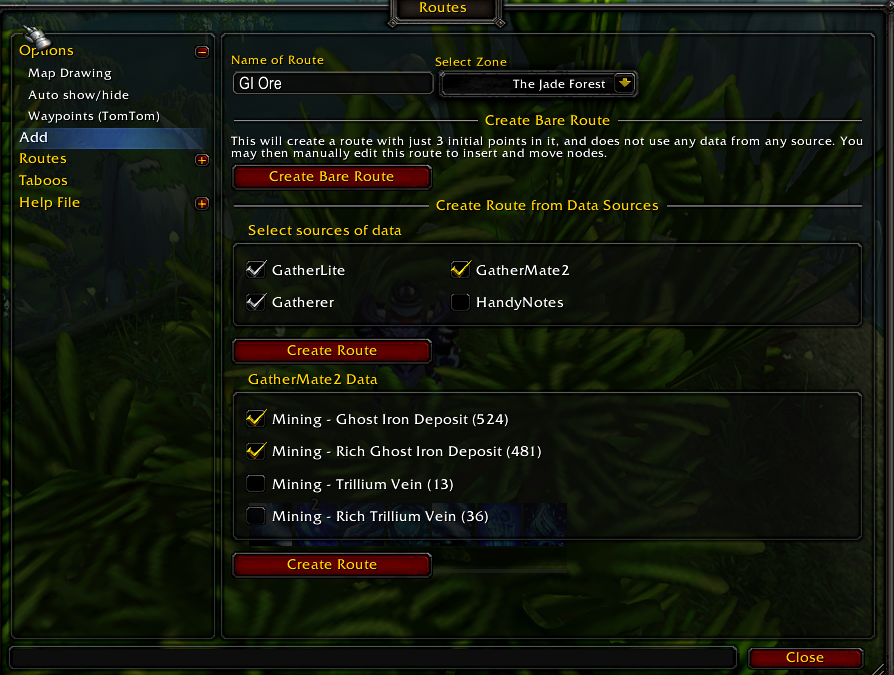 Routes
Options
Map Drawing
Auto show/hide
Waypoints (TomTom)
Add
Routes
Taboos
Help File
Name of Route
GI Ore
Select Zone
The Jade Forest
Create Bare Route
This will create a route with just 3 initial points in it, and does not use any data from any source. You
may then manually edit this route to insert and move nodes.
Create Bare Route
Create Route from Data Sources
Select sources of data
GatherLite
GatherMate2
Gatherer
HandyNotes
Create Route
GatherMate2 Data
Mining - Ghost Iron Deposit (524)
Mining - Rich Ghost Iron Deposit (481)
Mining - Trillium Vein (13)
2
Mining - Rich Trillium Vein (36)
Create Route
Close